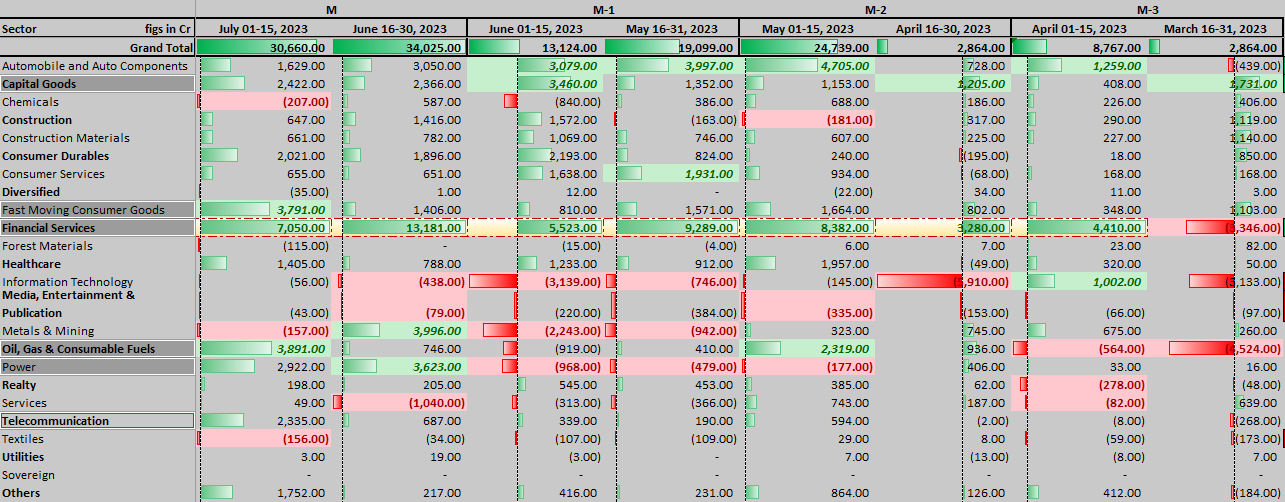 M M-1 M-2 M-3
Sector figs in Cr July 01-15, 2023 June 16-30, 2023 June 01-15, 2023 May 16-31, 2023 May 01-15, 2023 April 16-30, 2023 April 01-15, 2023 March 16-31, 2023
Grand Total 30,660.00 34,025.00 13,124.00 19,099.00 24,739.00 2,864.00 8,767.00 2,864.00
Automobile and Auto Components 1,629.00 3,050.00 3,079.00 3,997.00 4,705.00 728.00 1,259.00 (439.00)
Capital Goods 2,422.00 2,366.00 3,460.00 1,352.00 1,153.00 1,205.00 408.00 1,731.00
Chemicals (207.00) 587.00 (840.00) 386.00 688.00 186.00 226.00 406.00
Construction 647.00 1,416.00 1,572.00 (163.00) (181.00) 317.00 290.00 1,119.00
Construction Materials 661.00 782.00 1,069.00 746.00 607.00 225.00 227.00 1,140.00
Consumer Durables 2,021.00 1,896.00 2,193.00 824.00 240.00 (195.00) 18.00 850.00
Consumer Services 655.00 651.00 1,638.00 1,931.00 934.00 (68.00) 168.00 168.00
Diversified (35.00) 1.00 12.00 - (22.00) 34.00 11.00 3.00
Fast Moving Consumer Goods 3,791.00 1,406.00 810.00 1,571.00 1,664.00 802.00 348.00 1,103.00
Financial Services 7,050.00 13,181.00 5,523.00 9,289.00 8,382.00 3,280.00 4,410.00 (3,346.00)
Forest Materials (115.00) - (15.00) (4.00) 6.00 7.00 23.00 82.00
Healthcare 1,405.00 788.00 1,233.00 912.00 1,957.00 (49.00) 320.00 50.00
Information Technology (56.00) (438.00) (3,139.00) (746.00) (145.00) (5,910.00) 1,002.00 (3,133.00)
Media, Entertainment &
Publication (43.00) (79.00) (220.00) (384.00) (335.00) (153.00) (66.00) (97.00)
Metals & Mining (157.00) 3,996.00 (2,243.00) (942.00) 323.00 745.00 675.00 260.00
Oil, Gas & Consumable Fuels 3,891.00 746.00 (919.00) 410.00 2,319.00 936.00 (564.00) (4,524.00)
Power 2,922.00 3,623.00 (968.00) (479.00) (177.00) 406.00 33.00 16.00
Realty 198.00 205.00 545.00 453.00 385.00 62.00 (278.00) (48.00)
Services 49.00 (1,040.00) (313.00) (366.00) 743.00 187.00 (82.00) 639.00
Telecommunication 2,335.00 687.00 339.00 190.00 594.00 (2.00) (8.00) (268.00)
Textiles (156.00) (34.00) (107.00) (109.00) 29.00 8.00 (59.00) (173.00)
Utilities 3.00 19.00 (3.00) - 7.00 (13.00) (8.00) 7.00
Sovereign - - - - - - - -
Others 1,752.00 217.00 416.00 231.00 864.00 126.00 412.00 (184.00)